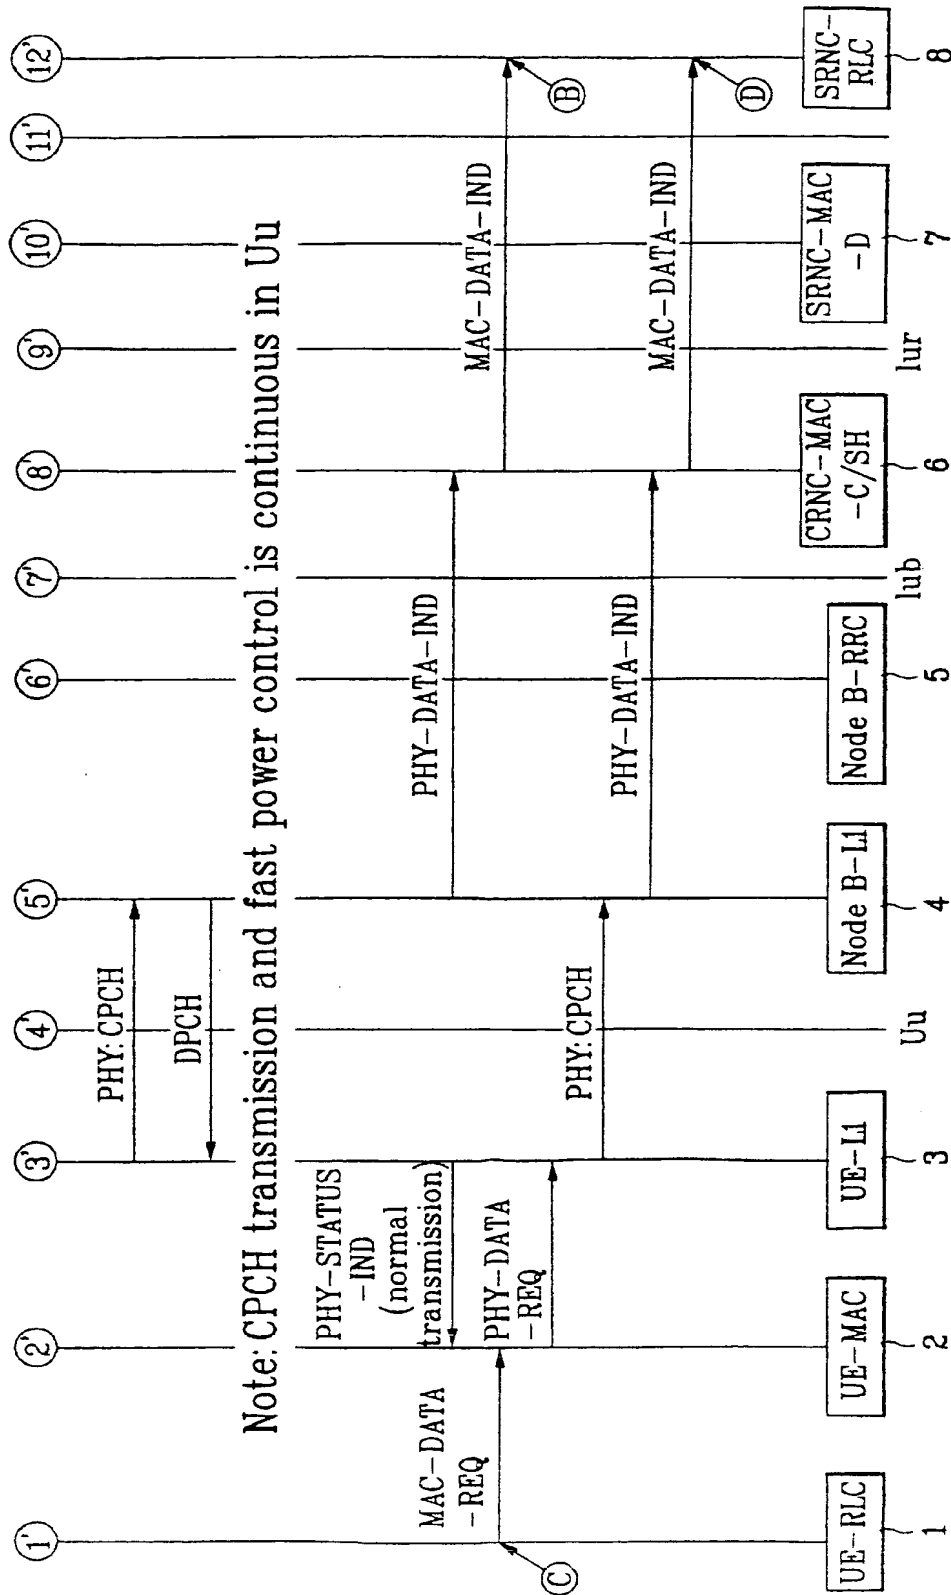 1'
2'
3'
4'
5'
6'
7'
8'
9'
10'
11'
12'
PHY:CPCH
DPCH
Note: CPCH transmission and fast power control is continuous in Uu
PHY-STATUS
-IND
(normal
transmission)
MAC-DATA
-REQ
PHY-DATA
-REQ
PHY-DATA-IND
MAC-DATA-IND
B
C
PHY:CPCH
PHY-DATA-IND
MAC-DATA-IND
D
UE-RLC
UE-MAC
UE-L1
Uu
Node B-L1
Node B-RRC
Iub
CRNC-MAC
-C/SH
Iur
SRNC-MAC
-D
SRNC-
RLC
1
2
3
4
5
6
7
8